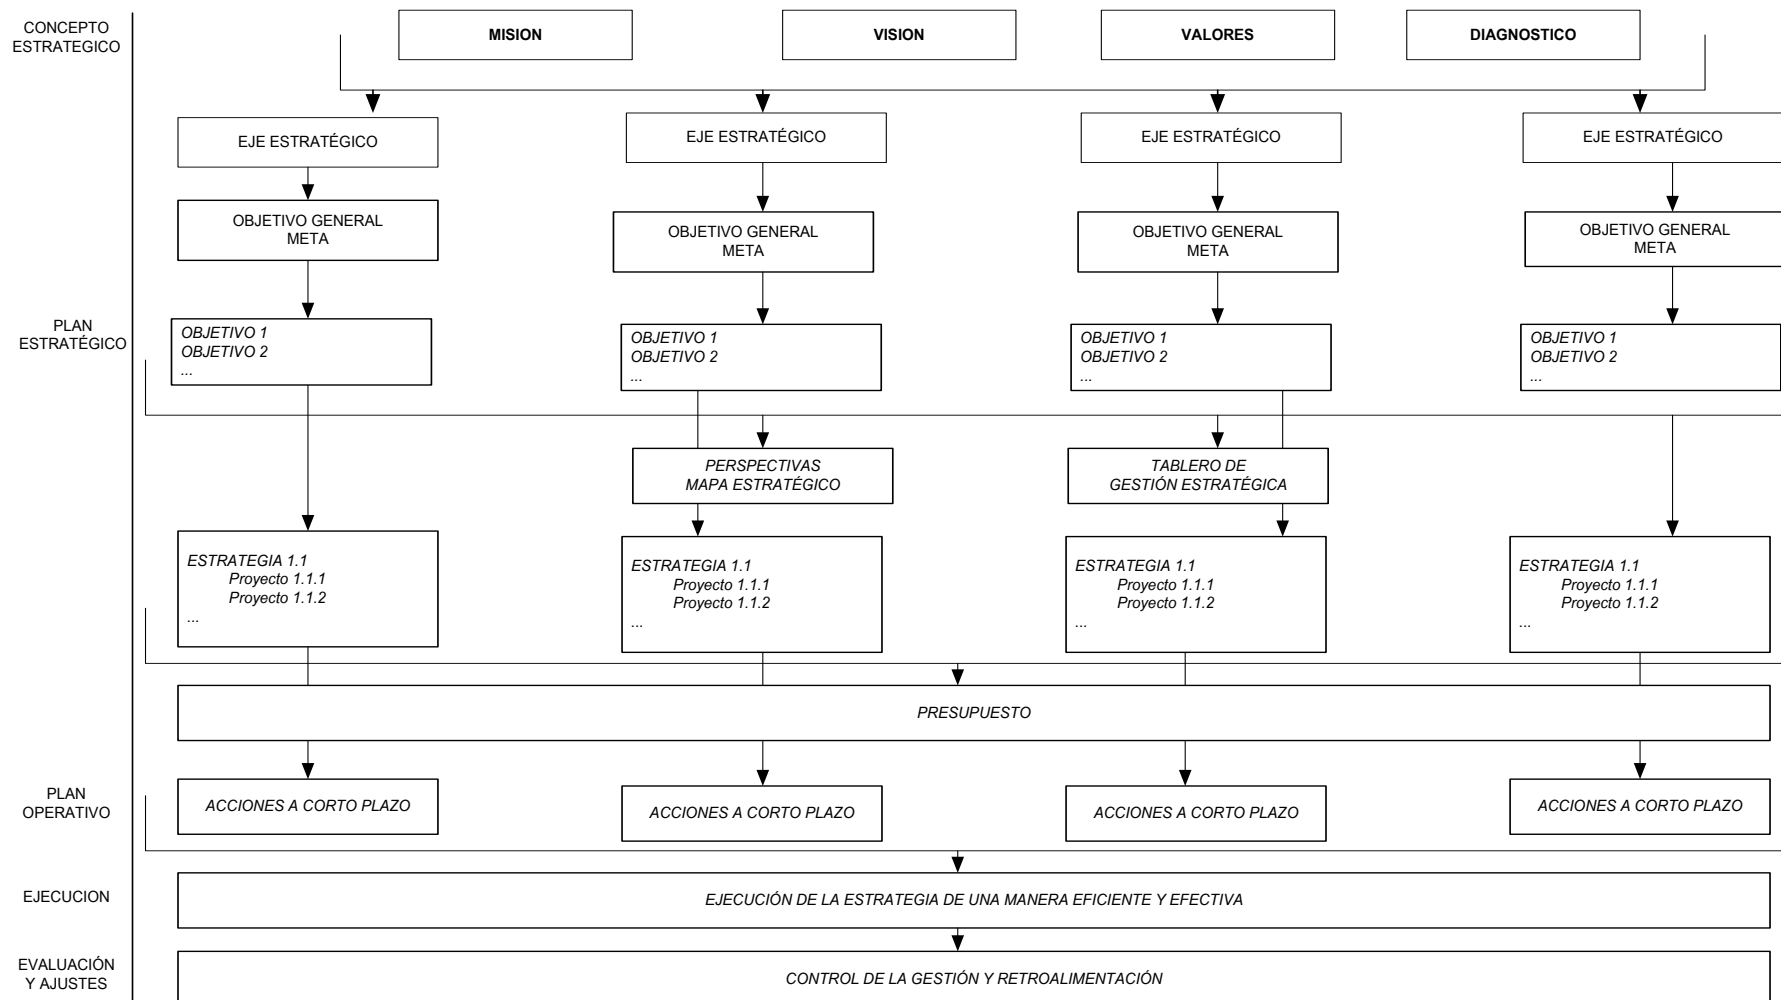 CONCEPTO
ESTRATEGICO
MISION
VISION
VALORES
DIAGNOSTICO
EJE ESTRATÉGICO
EJE ESTRATÉGICO
EJE ESTRATÉGICO
EJE ESTRATÉGICO
OBJETIVO GENERAL
META
OBJETIVO GENERAL
META
OBJETIVO GENERAL
META
OBJETIVO GENERAL
META
PLAN
ESTRATÉGICO
OBJETIVO 1
OBJETIVO 2
...
OBJETIVO 1
OBJETIVO 2
...
OBJETIVO 1
OBJETIVO 2
...
OBJETIVO 1
OBJETIVO 2
...
PERSPECTIVAS
MAPA ESTRATÉGICO
TABLERO DE
GESTIÓN ESTRATÉGICA
ESTRATEGIA 1.1
Proyecto 1.1.1
Proyecto 1.1.2
...
ESTRATEGIA 1.1
Proyecto 1.1.1
Proyecto 1.1.2
...
ESTRATEGIA 1.1
Proyecto 1.1.1
Proyecto 1.1.2
...
ESTRATEGIA 1.1
Proyecto 1.1.1
Proyecto 1.1.2
...
PRESUPUESTO
PLAN
OPERATIVO
ACCIONES A CORTO PLAZO
ACCIONES A CORTO PLAZO
ACCIONES A CORTO PLAZO
ACCIONES A CORTO PLAZO
EJECUCION
EJECUCIÓN DE LA ESTRATEGIA DE UNA MANERA EFICIENTE Y EFECTIVA
EVALUACIÓN
Y AJUSTES
CONTROL DE LA GESTIÓN Y RETROALIMENTACIÓN